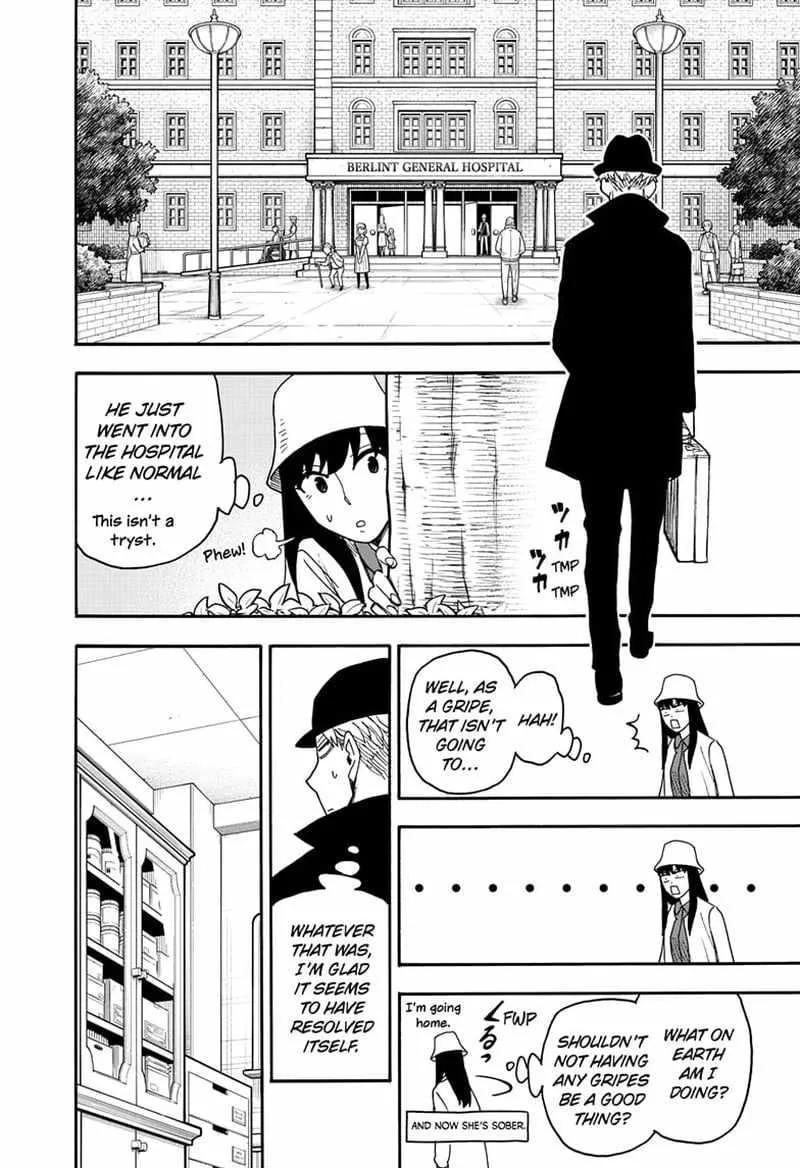 BERLINT GENERAL HOSPITAL
HE JUST
WENT INTO
THE HOSPITAL
LIKE NORMAL
...
This isn't a
tryst.
Phew!
ツカ
ツカ
TMP
TMP
HAH!
WELL, AS
A GRIPE,
THAT ISN'T
GOING
TO...
• • • • • • • • • • • •
WHAT ON
EARTH
AM I
DOING?
SHOULDN'T
NOT HAVING
ANY GRIPES
BE A GOOD
THING?
くるっ
FWP
I'm going
home.
AND NOW SHE'S SOBER.
WHATEVER
THAT WAS,
I'M GLAD
IT SEEMS
TO HAVE
RESOLVED
ITSELF.